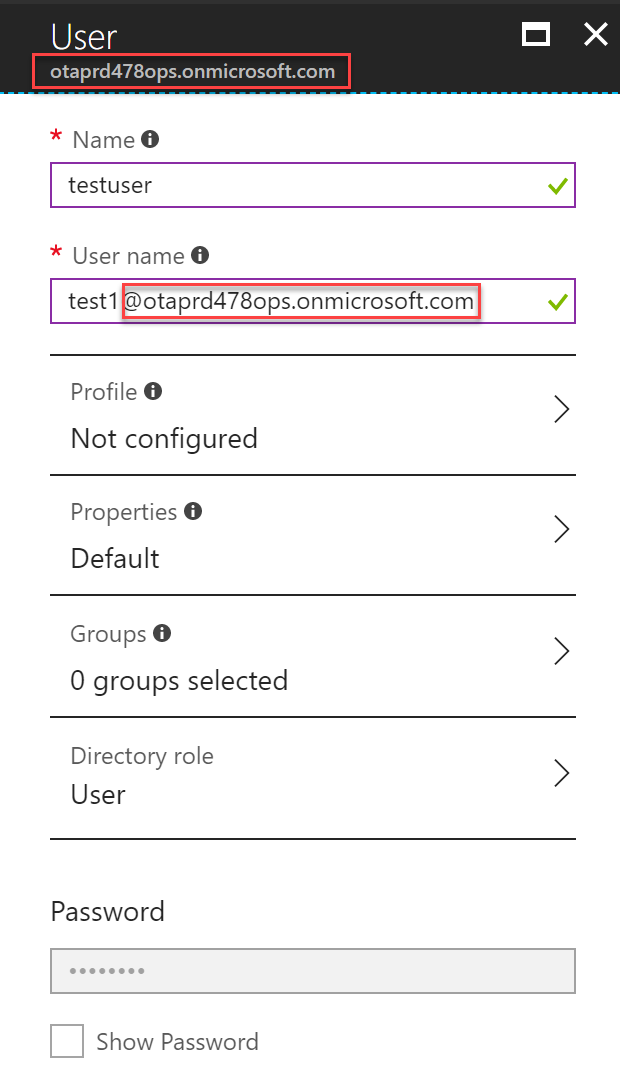 User
otaprd478ops.onmicrosoft.com
* Name
testuser
* User name
test1@otaprd478ops.onmicrosoft.com
Profile
Not configured
Properties
Default
Groups
0 groups selected
Directory role
User
Password
••••••••
Show Password